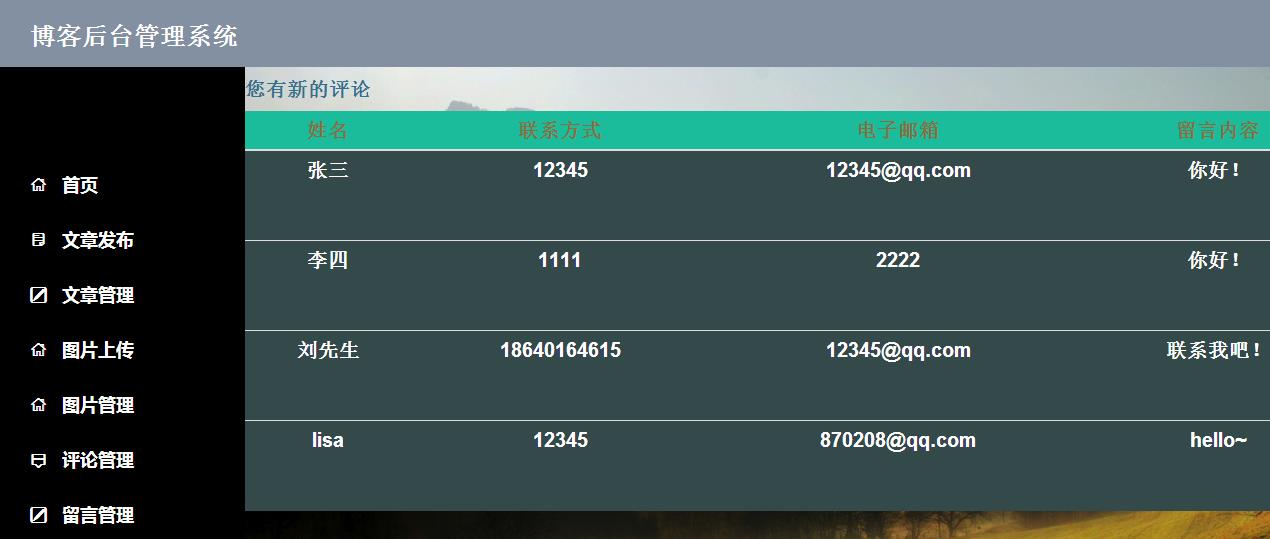 博客后台管理系统
您有新的评论
姓名 联系方式 电子邮箱 留言内容
张三 12345 12345@qq.com 你好！
李四 1111 2222 你好！
刘先生 18640164615 12345@qq.com 联系我吧！
lisa 12345 870208@qq.com hello~
首页
文章发布
文章管理
图片上传
图片管理
评论管理
留言管理